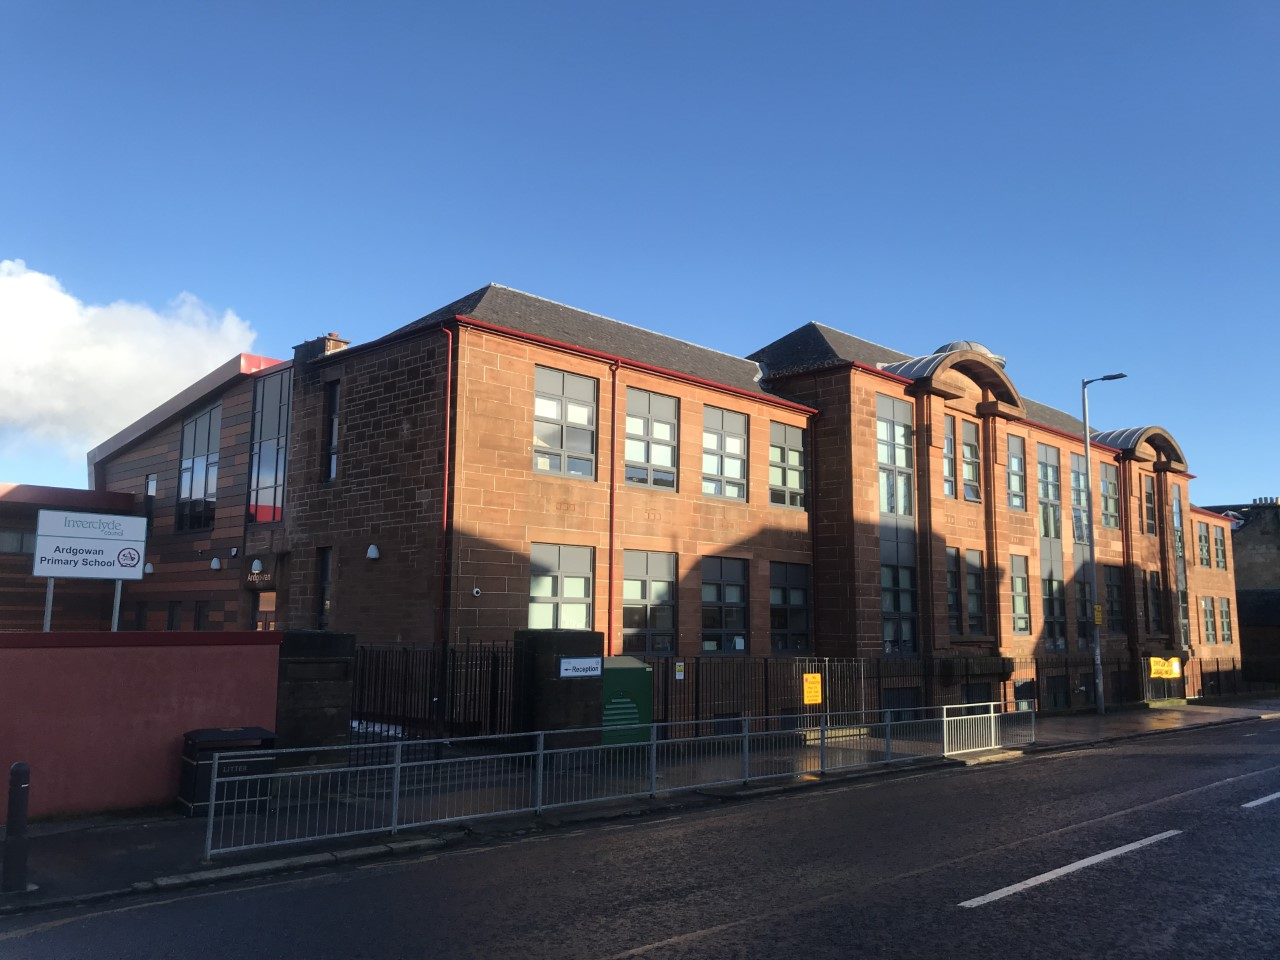 Inverclyde
council
Ardgowan
Primary School
Ardgowan
Reception
LITTER